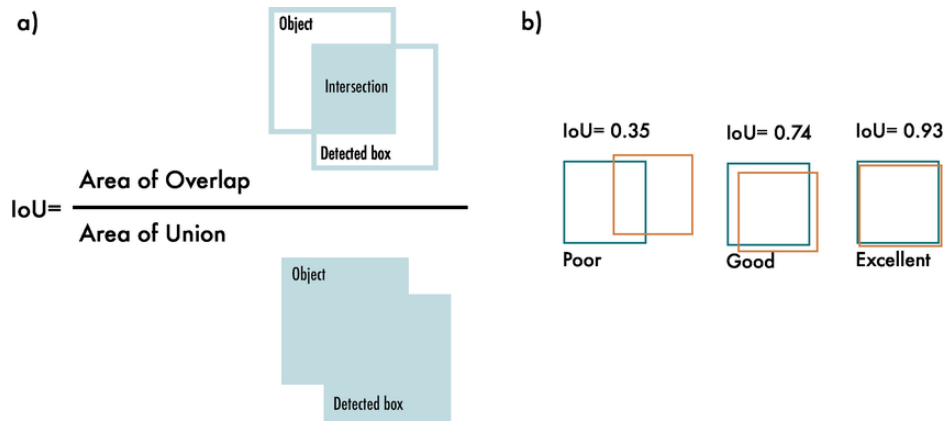 a)
Object
Intersection
Detected box
IoU=
Area of Overlap
Area of Union
Object
Detected box
b)
IoU= 0.35
IoU= 0.74
IoU= 0.93
Poor
Good
Excellent